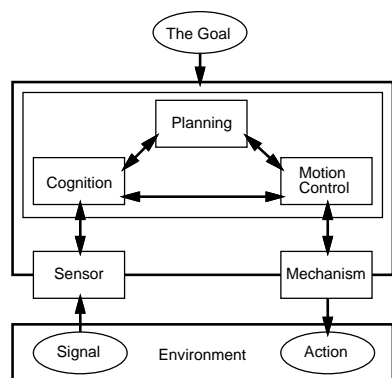 The Goal
Planning
Cognition
Motion
Control
Sensor
Mechanism
Signal
Environment
Action